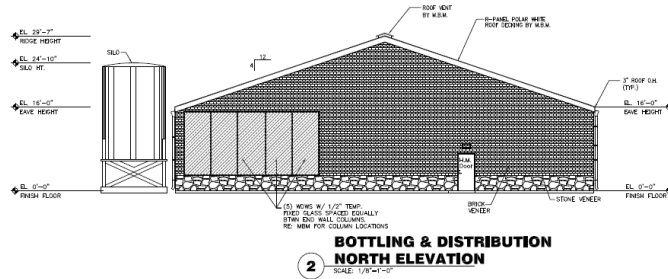 EL. 29'-7"
RIDGE HEIGHT
EL. 24'-10"
SILO HT.
EL. 16'-0"
EAVE HEIGHT
EL. 0'-0"
FINISH FLOOR
SILO
12
4
ROOF VENT
BY M.B.M.
R-PANEL POLAR WHITE
ROOF DECKING BY M.B.M.
3" ROOF O.H.
(TYP.)
EL. 16'-0"
EAVE HEIGHT
H.M.
Door
EL. 0'-0"
FINISH FLOOR
STONE VENEER
BRICK
VENEER
(5) WDWS W/ 1/2" TEMP.
FIXED GLASS SPACED EQUALLY
BTWN END WALL COLUMNS.
RE: MBM FOR COLUMN LOCATIONS
2
BOTTLING & DISTRIBUTION
NORTH ELEVATION
SCALE: 1/8"=1'-0"